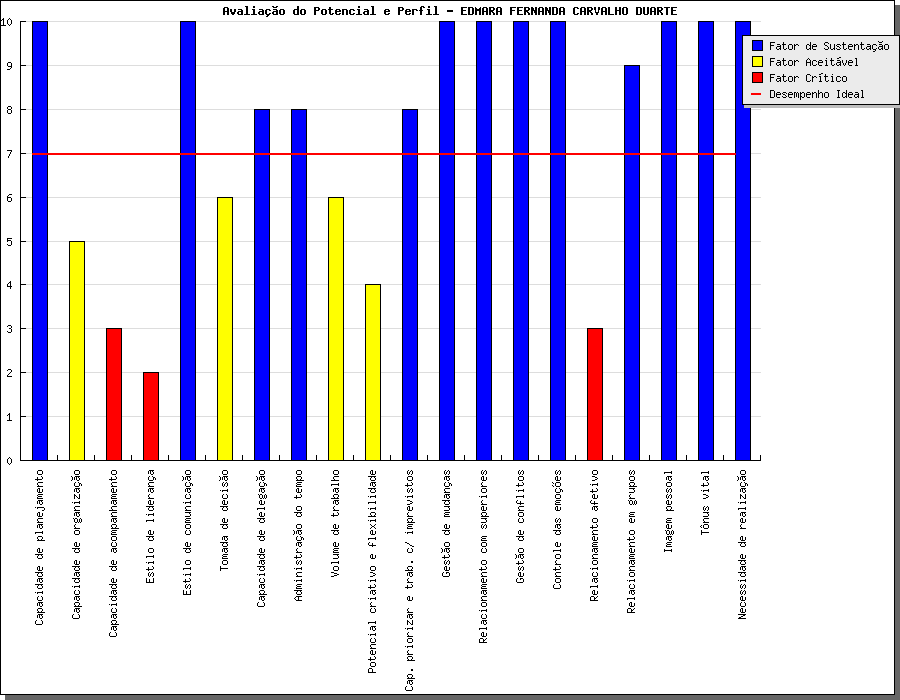 Avaliação do Potencial e Perfil - EDMARA FERNANDA CARVALHO DUARTE
10
9
8
7
6
5
4
3
2
1
0
Fator de Sustentação
Fator Aceitável
Fator Crítico
Desempenho Ideal
Capacidade de planejamento
Capacidade de organização
Capacidade de acompanhamento
Estilo de liderança
Estilo de comunicação
Tomada de decisão
Capacidade de delegação
Administração do tempo
Volume de trabalho
Potencial criativo e flexibilidade
Cap. priorizar e trab. c/ imprevistos
Gestão de mudanças
Relacionamento com superiores
Gestão de conflitos
Controle das emoções
Relacionamento afetivo
Relacionamento em grupos
Imagem pessoal
Tônus vital
Necessidade de realização